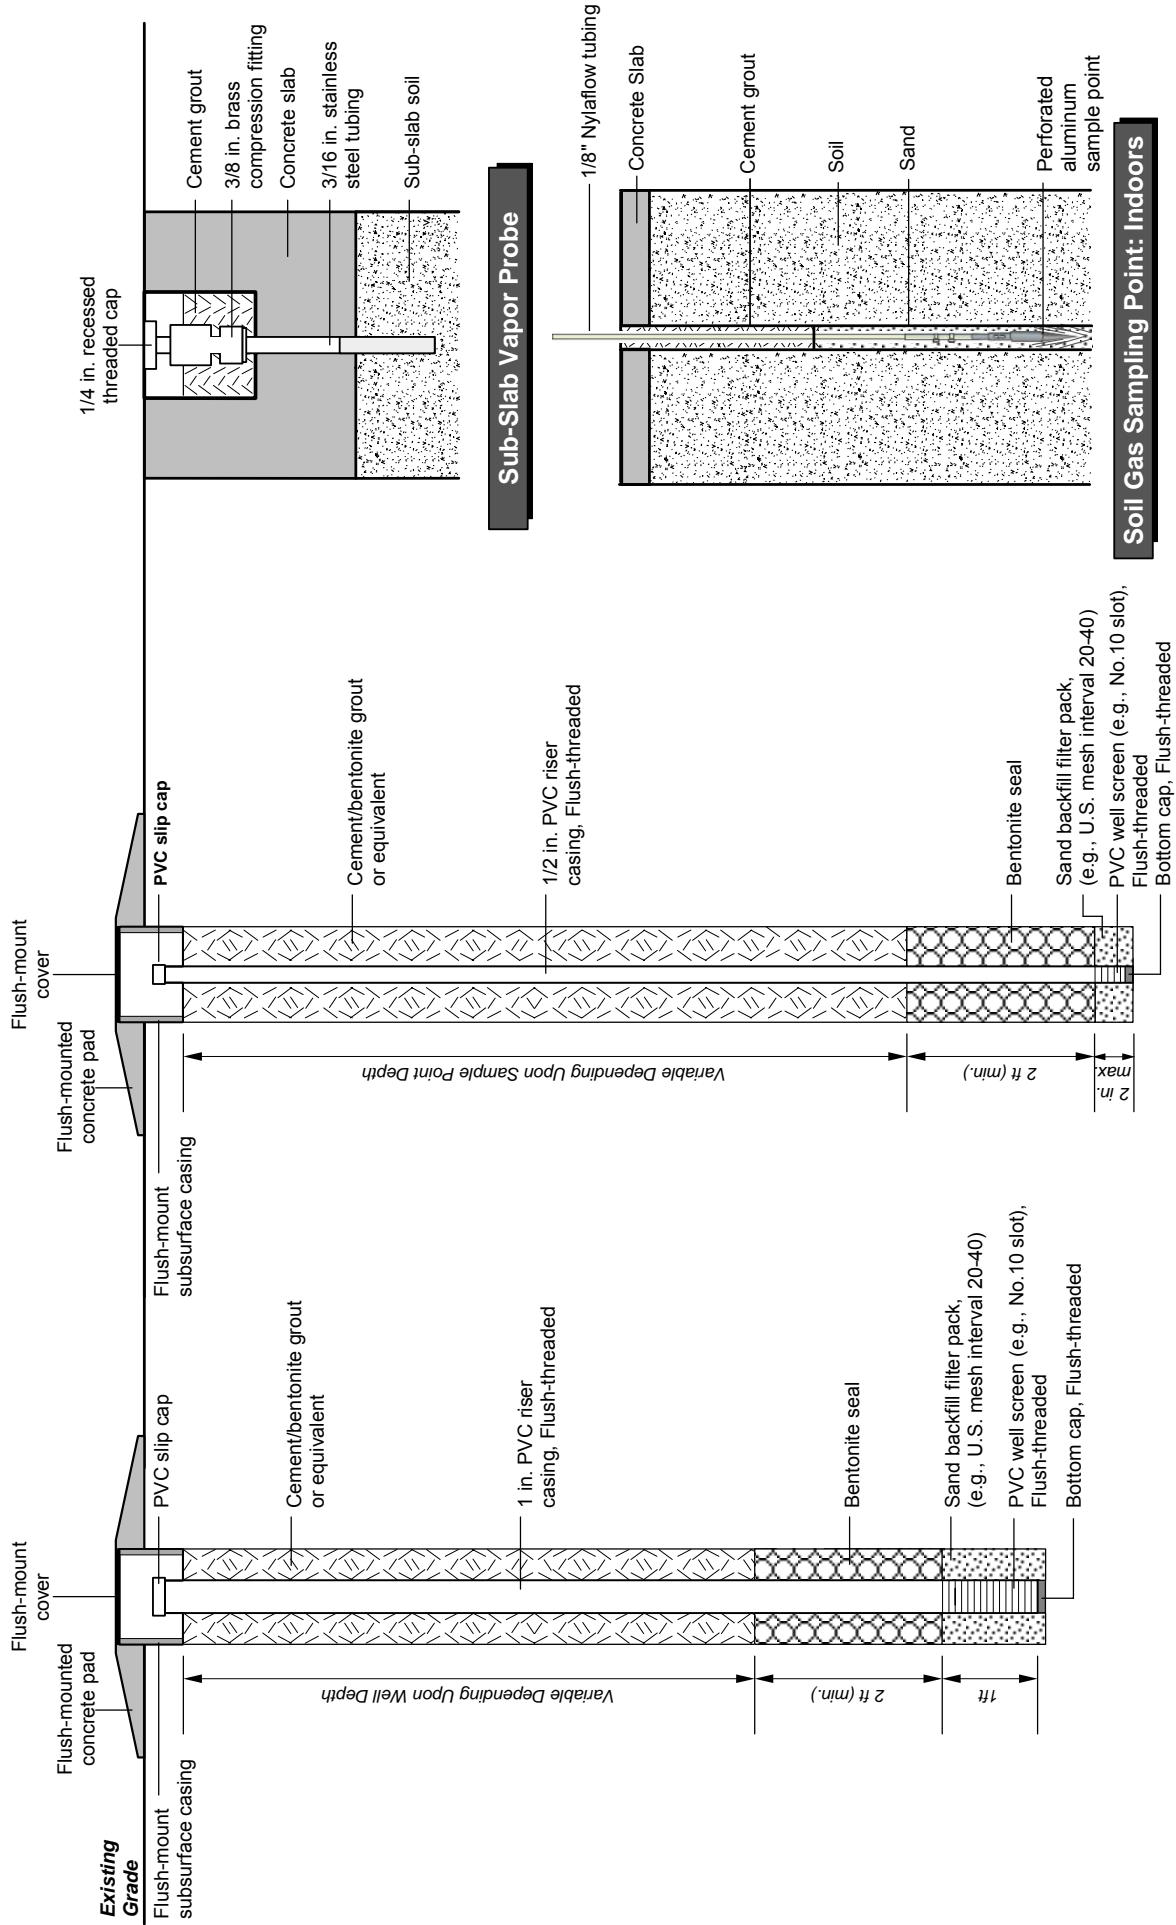 Existing
Grade
Flush-mount
cover
Flush-mounted
concrete pad
Flush-mount
subsurface casing
PVC slip cap
Cement/bentonite grout
or equivalent
1 in. PVC riser
casing, Flush-threaded
Bentonite seal
Sand backfill filter pack,
(e.g., U.S. mesh interval 20-40)
PVC well screen (e.g., No.10 slot),
Flush-threaded
Bottom cap, Flush-threaded
Variable Depending Upon Well Depth
2 ft (min.)
1ft
Flush-mount
cover
Flush-mounted
concrete pad
Flush-mount
subsurface casing
PVC slip cap
Cement/bentonite grout
or equivalent
1/2 in. PVC riser
casing, Flush-threaded
Bentonite seal
Sand backfill filter pack,
(e.g., U.S. mesh interval 20-40)
PVC well screen (e.g., No.10 slot),
Flush-threaded
Bottom cap, Flush-threaded
Variable Depending Upon Sample Point Depth
2 ft (min.)
2 in.
max.
1/4 in. recessed
threaded cap
Cement grout
3/8 in. brass
compression fitting
Concrete slab
3/16 in. stainless
steel tubing
Sub-slab soil
Sub-Slab Vapor Probe
1/8" Nylaflow tubing
Concrete Slab
Cement grout
Soil
Sand
Perforated
aluminum
sample point
Soil Gas Sampling Point: Indoors